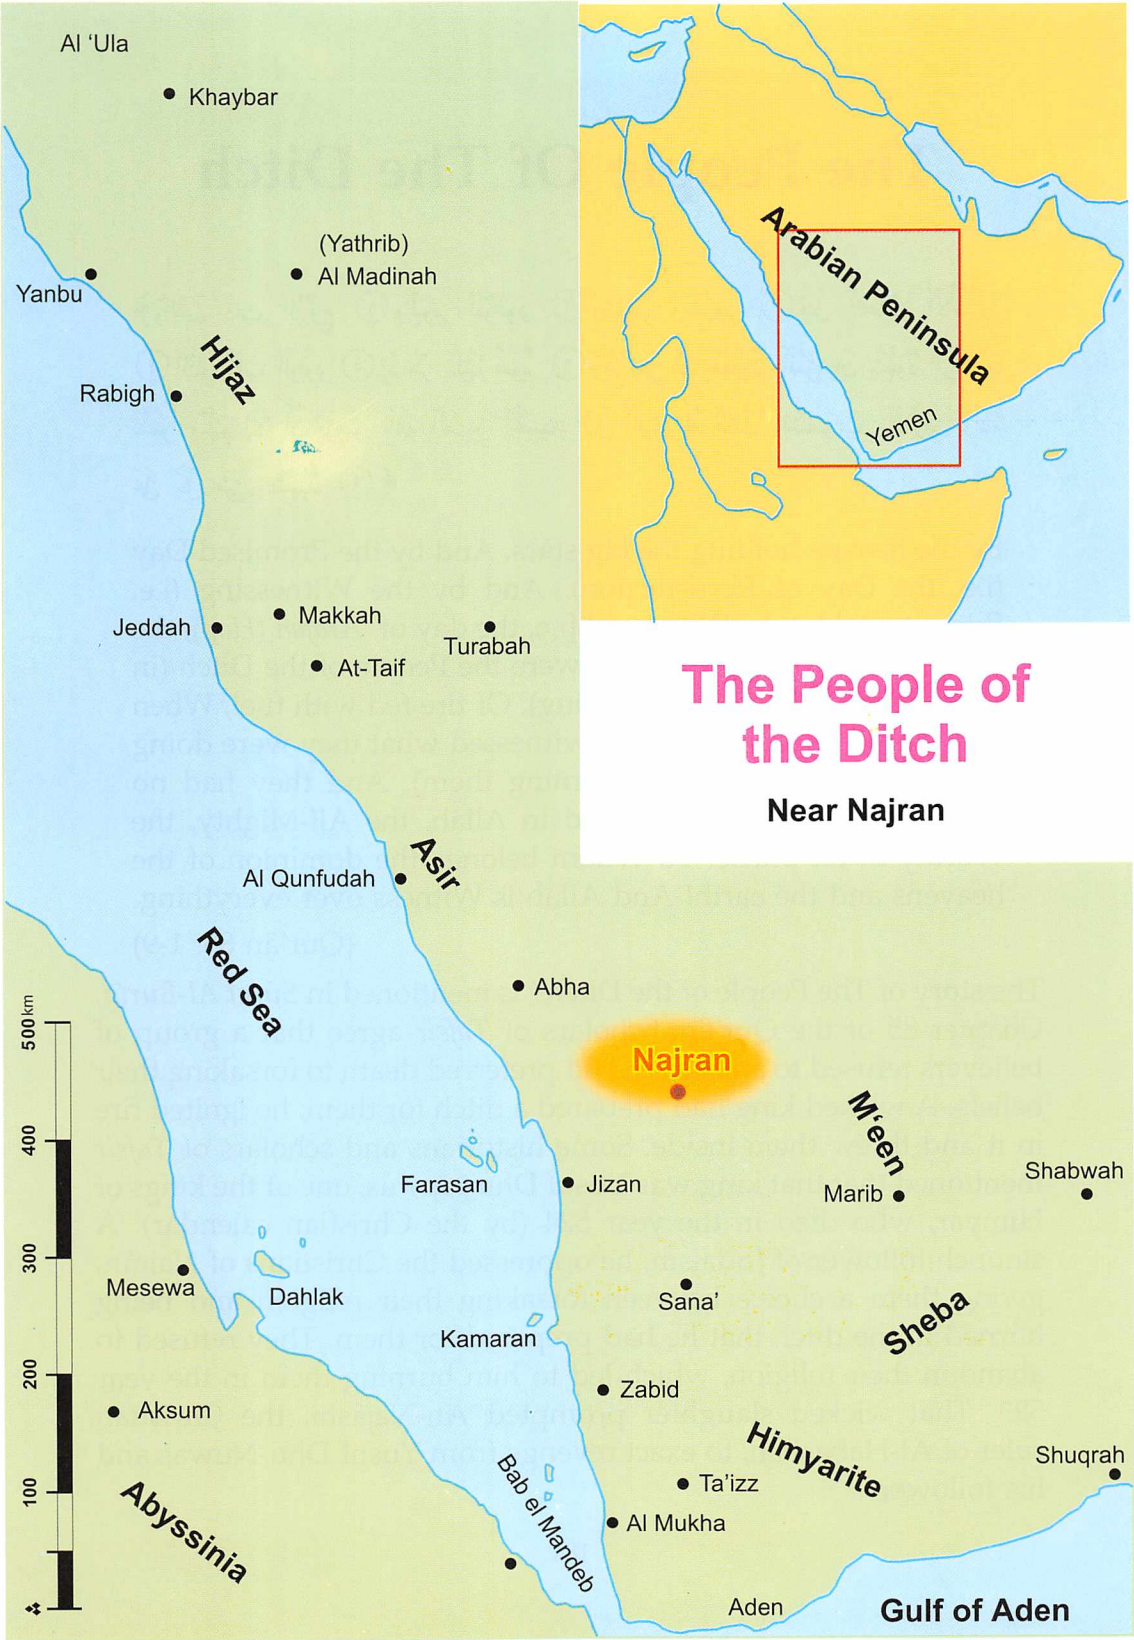 Al ‘Ula
Khaybar
(Yathrib)
Al Madinah
Yanbu
Hijaz
Rabigh
Arabian Peninsula
Yemen
Makkah
Jeddah
Turabah
At-Taif
The People of
the Ditch
Near Najran
Asir
Al Qunfudah
Red Sea
Abha
500km
Najran
M‘een
400
Farasan
Jizan
Shabwah
Marib
300
Mesewa
Dahlak
Sana’
Sheba
Kamaran
200
Zabid
Aksum
Himyarite
Shuqrah
100
Bab el Mandeb
Ta’izz
Abyssinia
Al Mukha
Aden
Gulf of Aden